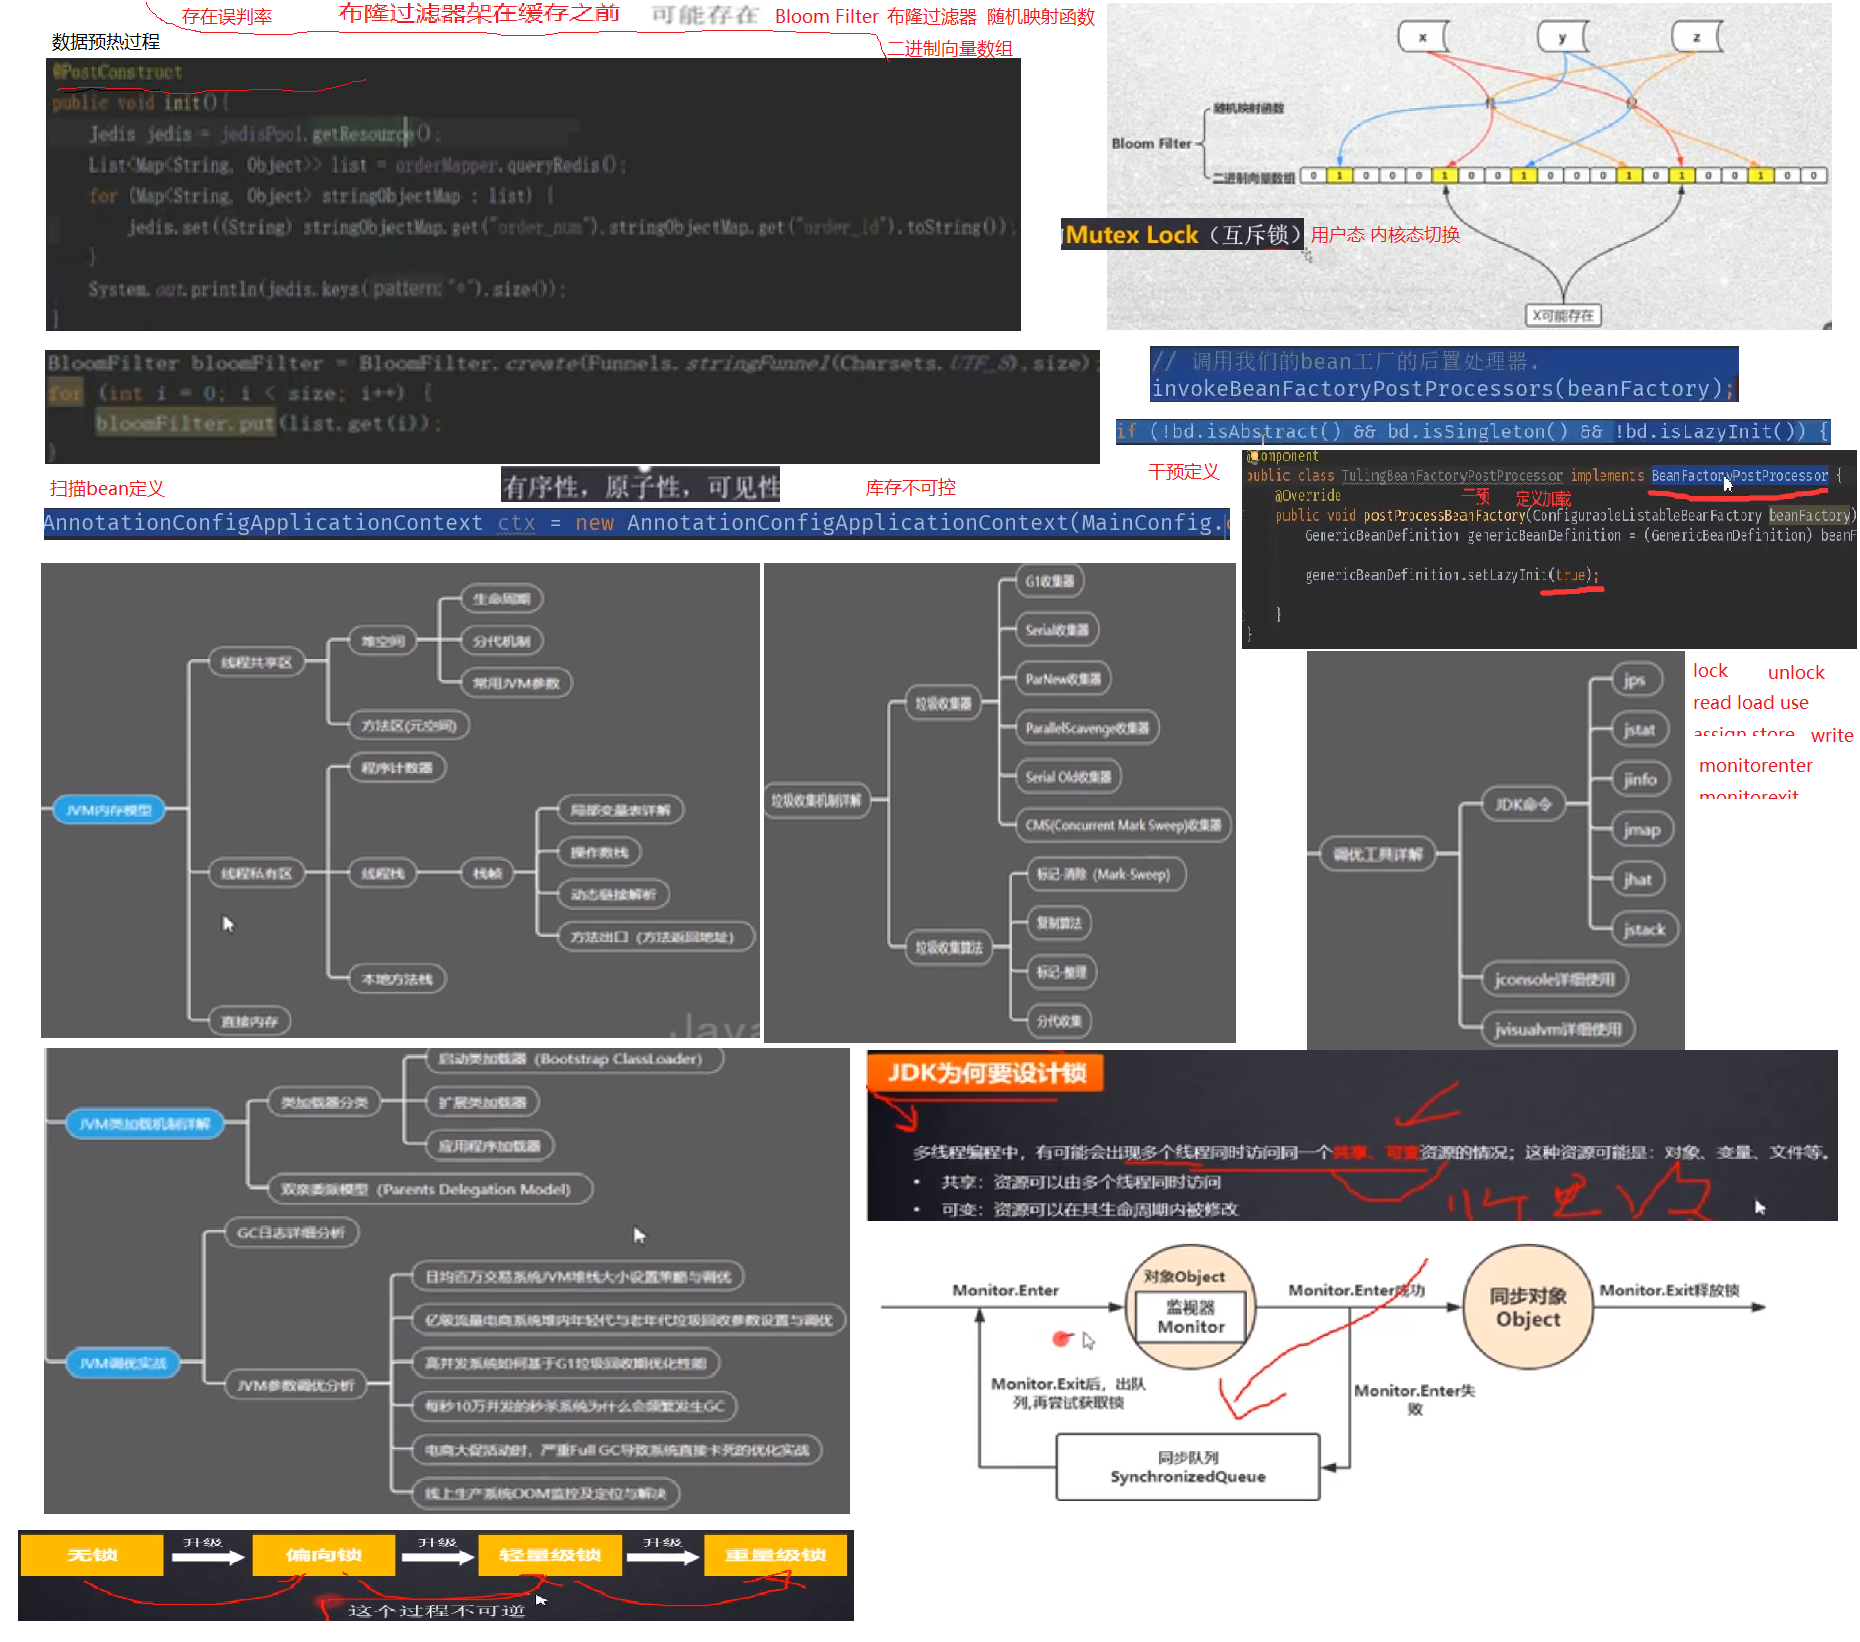 存在误判率
布隆过滤器架在缓存之前
可能存在
Bloom Filter 布隆过滤器 随机映射函数
二进制向量数组
数据预热过程
@PostConstruct
public void init(){
Jedis jedis = jedisPool.getResource();
List<Map<String, Object>> list = orderMapper.queryRedis();
for (Map<String, Object> stringObjectMap : list) {
jedis.set((String) stringObjectMap.get("order_num"),stringObjectMap.get("order_id").toString());
}
System.out.println(jedis.keys(pattern:"*").size());
}
x
y
z
f1
f2
随机映射函数
Bloom Filter
二进制向量数组
0 1 0 0 0 1 0 0 1 0 0 0 1 0 1 0 0 1 0 0
X可能存在
Mutex Lock（互斥锁）
用户态 内核态切换
BloomFilter bloomFilter = BloomFilter.create(Funnels.stringFunnel(Charsets.UTF_8),size);
for (int i = 0; i < size; i++) {
bloomFilter.put(list.get(i));
}
// 调用我们的bean工厂的后置处理器.
invokeBeanFactoryPostProcessors(beanFactory);
if (!bd.isAbstract() && bd.isSingleton() && !bd.isLazyInit()) {
扫描bean定义
有序性，原子性，可见性
库存不可控
干预定义
AnnotationConfigApplicationContext ctx = new AnnotationConfigApplicationContext(MainConfig.
@Component
public class TulingBeanFactoryPostProcessor implements BeanFactoryPostProcessor {
@Override
二预 定义加载
public void postProcessBeanFactory(ConfigurableListableBeanFactory beanFactory)
GenericBeanDefinition genericBeanDefinition = (GenericBeanDefinition) beanF
genericBeanDefinition.setLazyInit(true);
}
}
JVM内存模型
线程共享区
堆空间
生命周期
分代机制
常用JVM参数
方法区(元空间)
线程私有区
程序计数器
线程栈
栈帧
局部变量表详解
操作数栈
动态链接解析
方法出口（方法返回地址）
本地方法栈
直接内存
Java
垃圾收集机制详解
垃圾收集器
G1收集器
Serial收集器
ParNew收集器
ParallelScavenge收集器
Serial Old收集器
CMS(Concurrent Mark Sweep)收集器
垃圾收集算法
标记-清除（Mark-Sweep）
复制算法
标记-整理
分代收集
调优工具详解
JDK命令
jps
jstat
jinfo
jmap
jhat
jstack
jconsole详细使用
jvisualvm详细使用
lock unlock
read load use
assign store write
monitorenter
monitorexit
JVM类加载机制详解
类加载器分类
启动类加载器（Bootstrap ClassLoader）
扩展类加载器
应用程序加载器
双亲委派模型（Parents Delegation Model）
JVM调优实战
GC日志详细分析
JVM参数调优分析
日均百万交易系统JVM堆栈大小设置策略与调优
亿级流量电商系统堆内年轻代与老年代垃圾回收参数设置与调优
高并发系统如何基于G1垃圾回收期优化性能
每秒10万并发的秒杀系统为什么会频繁发生GC
电商大促活动时，严重Full GC导致系统直接卡死的优化实战
线上生产系统OOM监控及定位与解决
JDK为何要设计锁
多线程编程中，有可能会出现多个线程同时访问同一个共享、可变资源的情况；这种资源可能是：对象、变量、文件等。
• 共享：资源可以由多个线程同时访问
• 可变：资源可以在其生命周期内被修改
Monitor.Enter
对象Object
监视器
Monitor
Monitor.Enter成功
同步对象
Object
Monitor.Exit释放锁
Monitor.Exit后，出队
列,再尝试获取锁
Monitor.Enter失
败
同步队列
SynchronizedQueue
无锁
升级
偏向锁
升级
轻量级锁
升级
重量级锁
这个过程不可逆